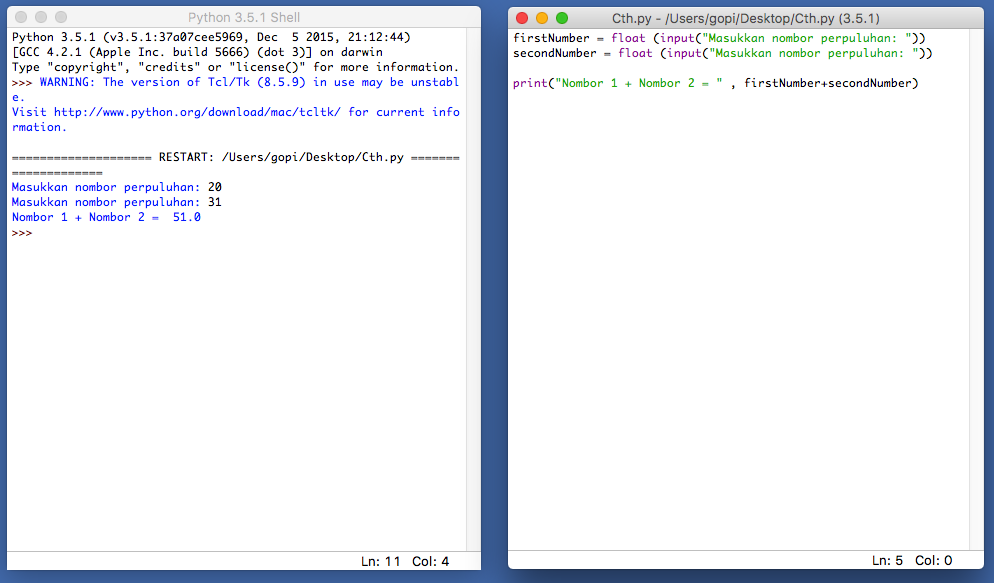 Python 3.5.1 Shell
Python 3.5.1 (v3.5.1:37a07cee5969, Dec  5 2015, 21:12:44)
[GCC 4.2.1 (Apple Inc. build 5666) (dot 3)] on darwin
Type "copyright", "credits" or "license()" for more information.
>>> WARNING: The version of Tcl/Tk (8.5.9) in use may be unstabl
e.
Visit http://www.python.org/download/mac/tcltk/ for current info
rmation.
==================== RESTART: /Users/gopi/Desktop/Cth.py =======
=============
Masukkan nombor perpuluhan: 20
Masukkan nombor perpuluhan: 31
Nombor 1 + Nombor 2 =  51.0
>>>
Ln: 11 Col: 4
Cth.py - /Users/gopi/Desktop/Cth.py (3.5.1)
firstNumber = float (input("Masukkan nombor perpuluhan: "))
secondNumber = float (input("Masukkan nombor perpuluhan: "))
print("Nombor 1 + Nombor 2 = " , firstNumber+secondNumber)
Ln: 5 Col: 0